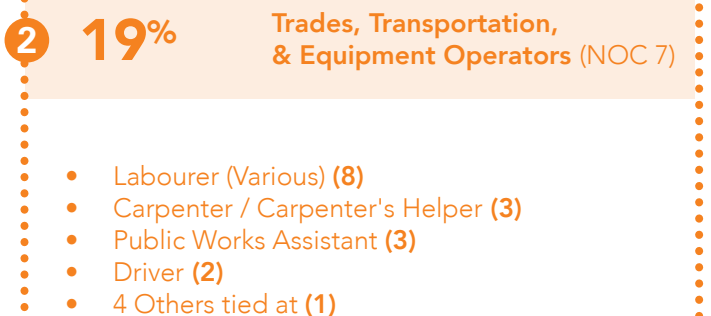 2 19% Trades, Transportation,
& Equipment Operators (NOC 7)
• Labourer (Various) (8)
• Carpenter / Carpenter's Helper (3)
• Public Works Assistant (3)
• Driver (2)
• 4 Others tied at (1)